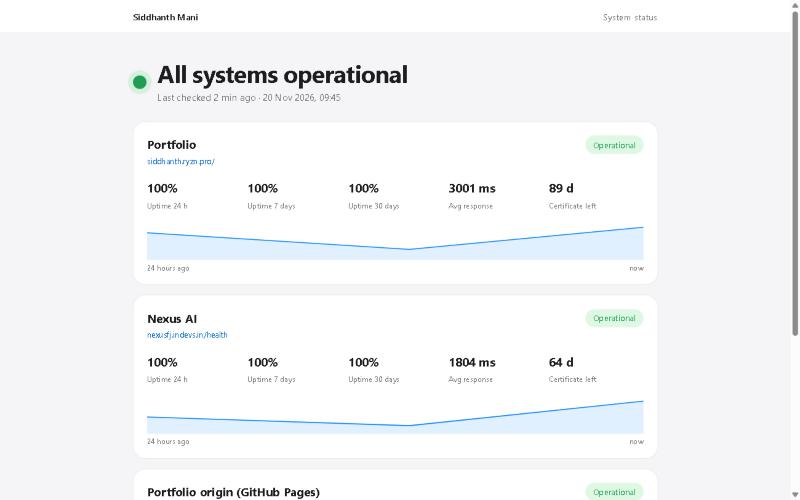 Siddhanth Mani
System status
All systems operational
Last checked 2 min ago · 20 Nov 2026, 09:45
Portfolio
Operational
siddhanth.ryzn.pro/
100%
100%
100%
3001 ms
89 d
Uptime 24 h
Uptime 7 days
Uptime 30 days
Avg response
Certificate left
24 hours ago
now
Nexus AI
Operational
nexusfj.indevs.in/health
100%
100%
100%
1804 ms
64 d
Uptime 24 h
Uptime 7 days
Uptime 30 days
Avg response
Certificate left
24 hours ago
now
Portfolio origin (GitHub Pages)
Operational